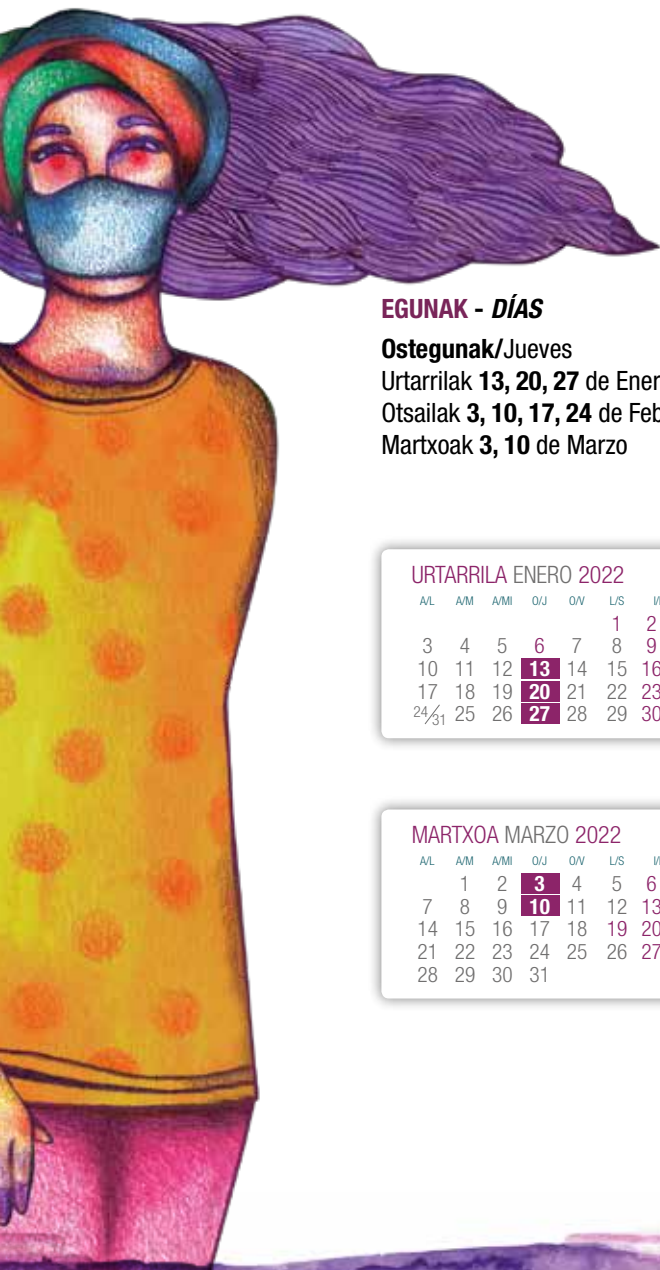 EGUNAK - DÍAS
Ostegunak/Jueves
Urtarrilak 13, 20, 27 de Ener
Otsailak 3, 10, 17, 24 de Feb
Martxoak 3, 10 de Marzo
URTARRILA ENERO 2022
A/L A/M A/MI O/J O/V L/S
1 2
3 4 5 6 7 8 9
10 11 12 13 14 15 16
17 18 19 20 21 22 23
24/31 25 26 27 28 29 30
MARTXOA MARZO 2022
A/L A/M A/MI O/J O/V L/S
1 2 3 4 5 6
7 8 9 10 11 12 13
14 15 16 17 18 19 20
21 22 23 24 25 26 27
28 29 30 31